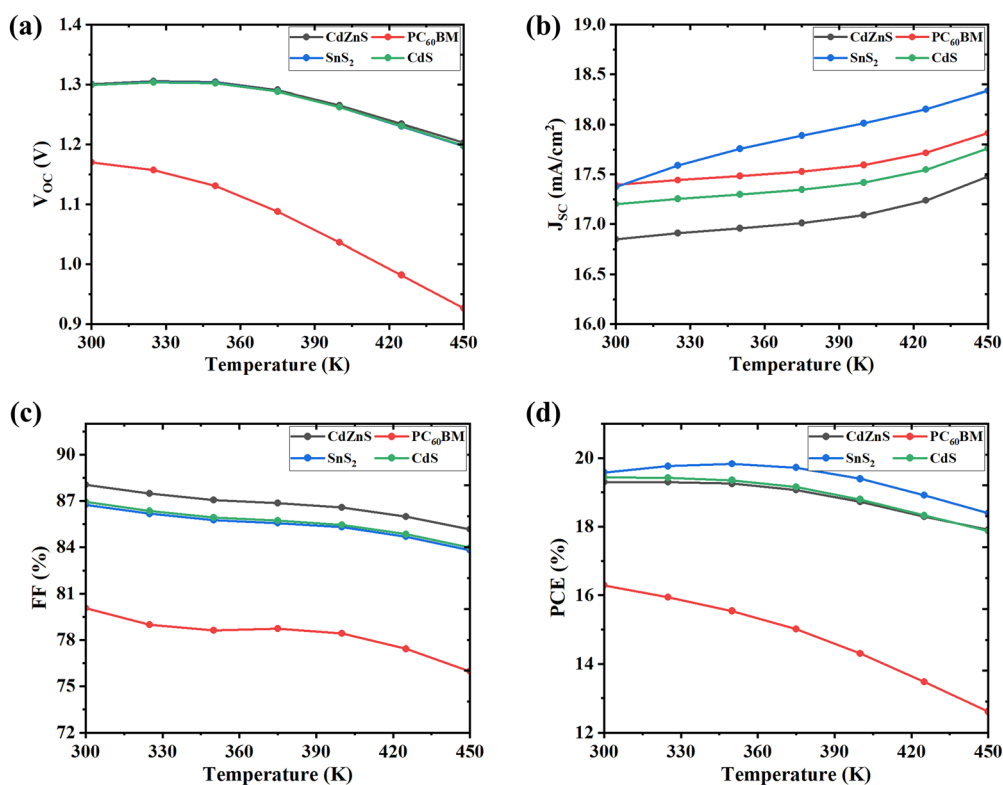 (a)
1.4
1.3
1.2
1.1
1.0
0.9
V_OC (V)
CdZnS PC₆₀BM
SnS₂ CdS
300 330 360 390 420 450
Temperature (K)
(b)
19.0
18.5
18.0
17.5
17.0
16.5
16.0
J_SC (mA/cm²)
CdZnS PC₆₀BM
SnS₂ CdS
300 330 360 390 420 450
Temperature (K)
(c)
90
87
84
81
78
75
72
FF (%)
CdZnS PC₆₀BM
SnS₂ CdS
300 330 360 390 420 450
Temperature (K)
(d)
20
18
16
14
12
PCE (%)
CdZnS PC₆₀BM
SnS₂ CdS
300 330 360 390 420 450
Temperature (K)